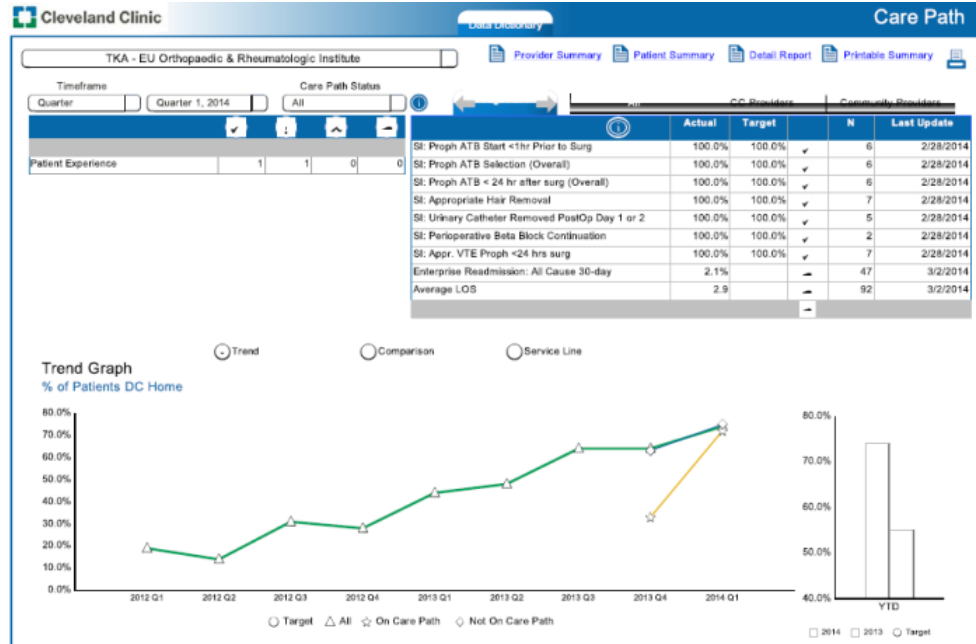 Cleveland Clinic
Data Dictionary
Care Path
TKA - EU Orthopaedic & Rheumatologic Institute
Provider Summary Patient Summary Detail Report Printable Summary
Timeframe Care Path Status
Quarter Quarter 1, 2014 All
All CC Providers Community Providers
Actual Target N Last Update
Patient Experience 1 1 0 0
SI: Proph ATB Start <1hr Prior to Surg 100.0% 100.0% 6 2/28/2014
SI: Proph ATB Selection (Overall) 100.0% 100.0% 6 2/28/2014
SI: Proph ATB < 24 hr after surg (Overall) 100.0% 100.0% 6 2/28/2014
SI: Appropriate Hair Removal 100.0% 100.0% 7 2/28/2014
SI: Urinary Catheter Removed PostOp Day 1 or 2 100.0% 100.0% 5 2/28/2014
SI: Perioperative Beta Block Continuation 100.0% 100.0% 2 2/28/2014
SI: Appr. VTE Proph <24 hrs surg 100.0% 100.0% 7 2/28/2014
Enterprise Readmission: All Cause 30-day 2.1% 47 3/2/2014
Average LOS 2.9 92 3/2/2014
Trend Comparison Service Line
Trend Graph
% of Patients DC Home
80.0%
70.0%
60.0%
50.0%
40.0%
30.0%
20.0%
10.0%
0.0%
2012 Q1 2012 Q2 2012 Q3 2012 Q4 2013 Q1 2013 Q2 2013 Q3 2013 Q4 2014 Q1
Target All On Care Path Not On Care Path
80.0%
70.0%
60.0%
50.0%
40.0%
YTD
2014 2013 Target